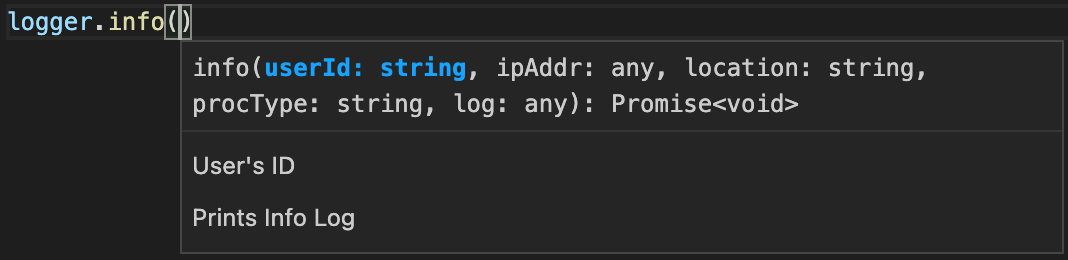 logger.info()
info(userId: string, ipAddr: any, location: string,
procType: string, log: any): Promise<void>
User's ID
Prints Info Log